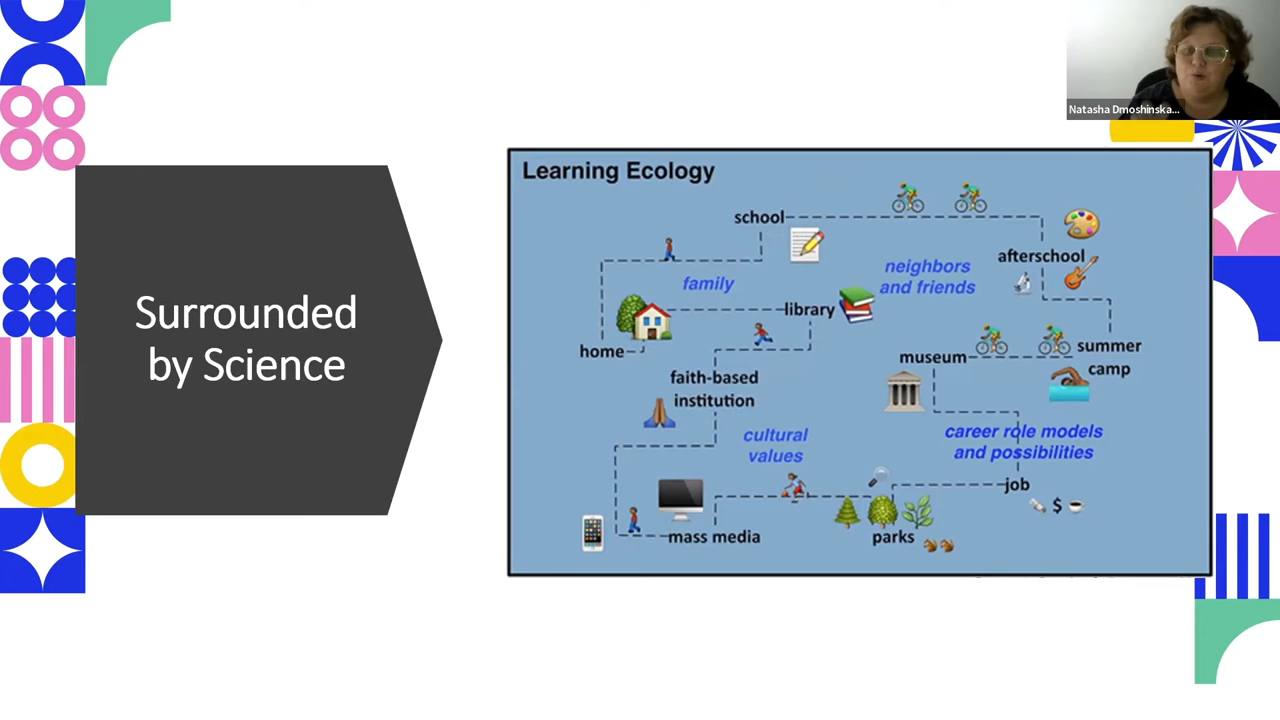 Natasha Dmoshinska...
Surrounded
by Science
Learning Ecology
school
afterschool
family
neighbors
and friends
library
home
museum
summer
camp
faith-based
institution
cultural
values
career role models
and possibilities
job
$
mass media
parks